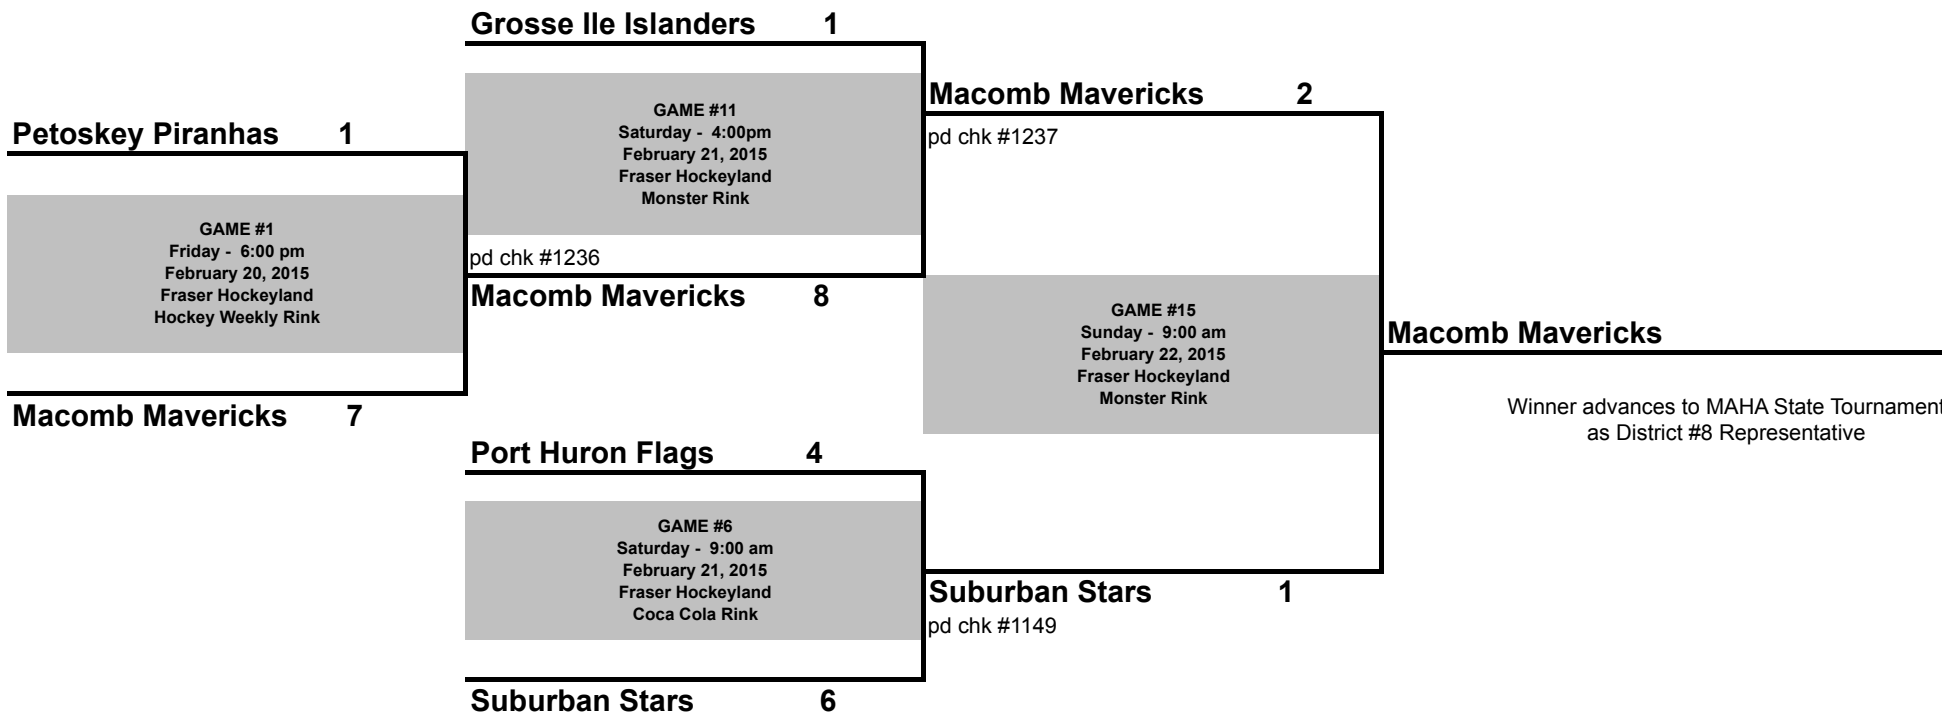 Grosse Ile Islanders 1
GAME #11
Saturday - 4:00pm
February 21, 2015
Fraser Hockeyland
Monster Rink
Macomb Mavericks 2
pd chk #1237
Petoskey Piranhas 1
GAME #1
Friday - 6:00 pm
February 20, 2015
Fraser Hockeyland
Hockey Weekly Rink
pd chk #1236
Macomb Mavericks 8
GAME #15
Sunday - 9:00 am
February 22, 2015
Fraser Hockeyland
Monster Rink
Macomb Mavericks
Winner advances to MAHA State Tournament
as District #8 Representative
Macomb Mavericks 7
Port Huron Flags 4
GAME #6
Saturday - 9:00 am
February 21, 2015
Fraser Hockeyland
Coca Cola Rink
Suburban Stars 1
pd chk #1149
Suburban Stars 6